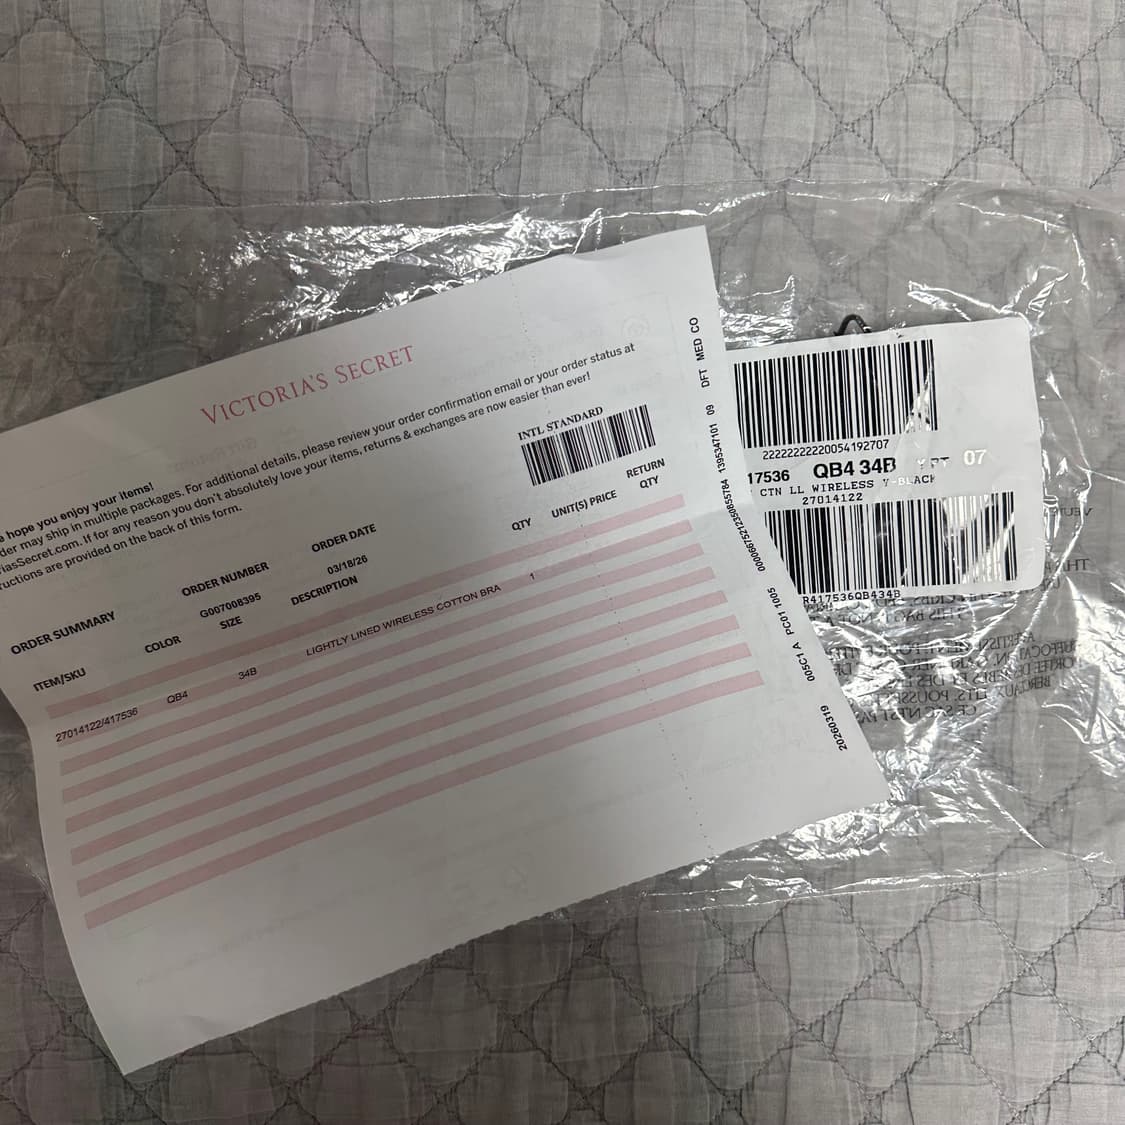 VICTORIA'S SECRET
hope you enjoy your items!
der may ship in multiple packages. For additional details, please review your order confirmation email or your order status at
riasSecret.com. If for any reason you don't absolutely love your items, returns & exchanges are now easier than ever!
ructions are provided on the back of this form.
INTL STANDARD
ORDER SUMMARY
ORDER NUMBER
ORDER DATE
G007008395
03/18/26
ITEM/SKU
COLOR
SIZE
DESCRIPTION
QTY
UNIT(S) PRICE
RETURN
QTY
27014122/417536 QB4 34B LIGHTLY LINED WIRELESS COTTON BRA 1
DFT MED CO
09
005C1 A PC01 1005
20260319
22222222220054192707
17536 QB4 34B 07
CTN LL WIRELESS Y-BLACK
27014122
R417536QB434B